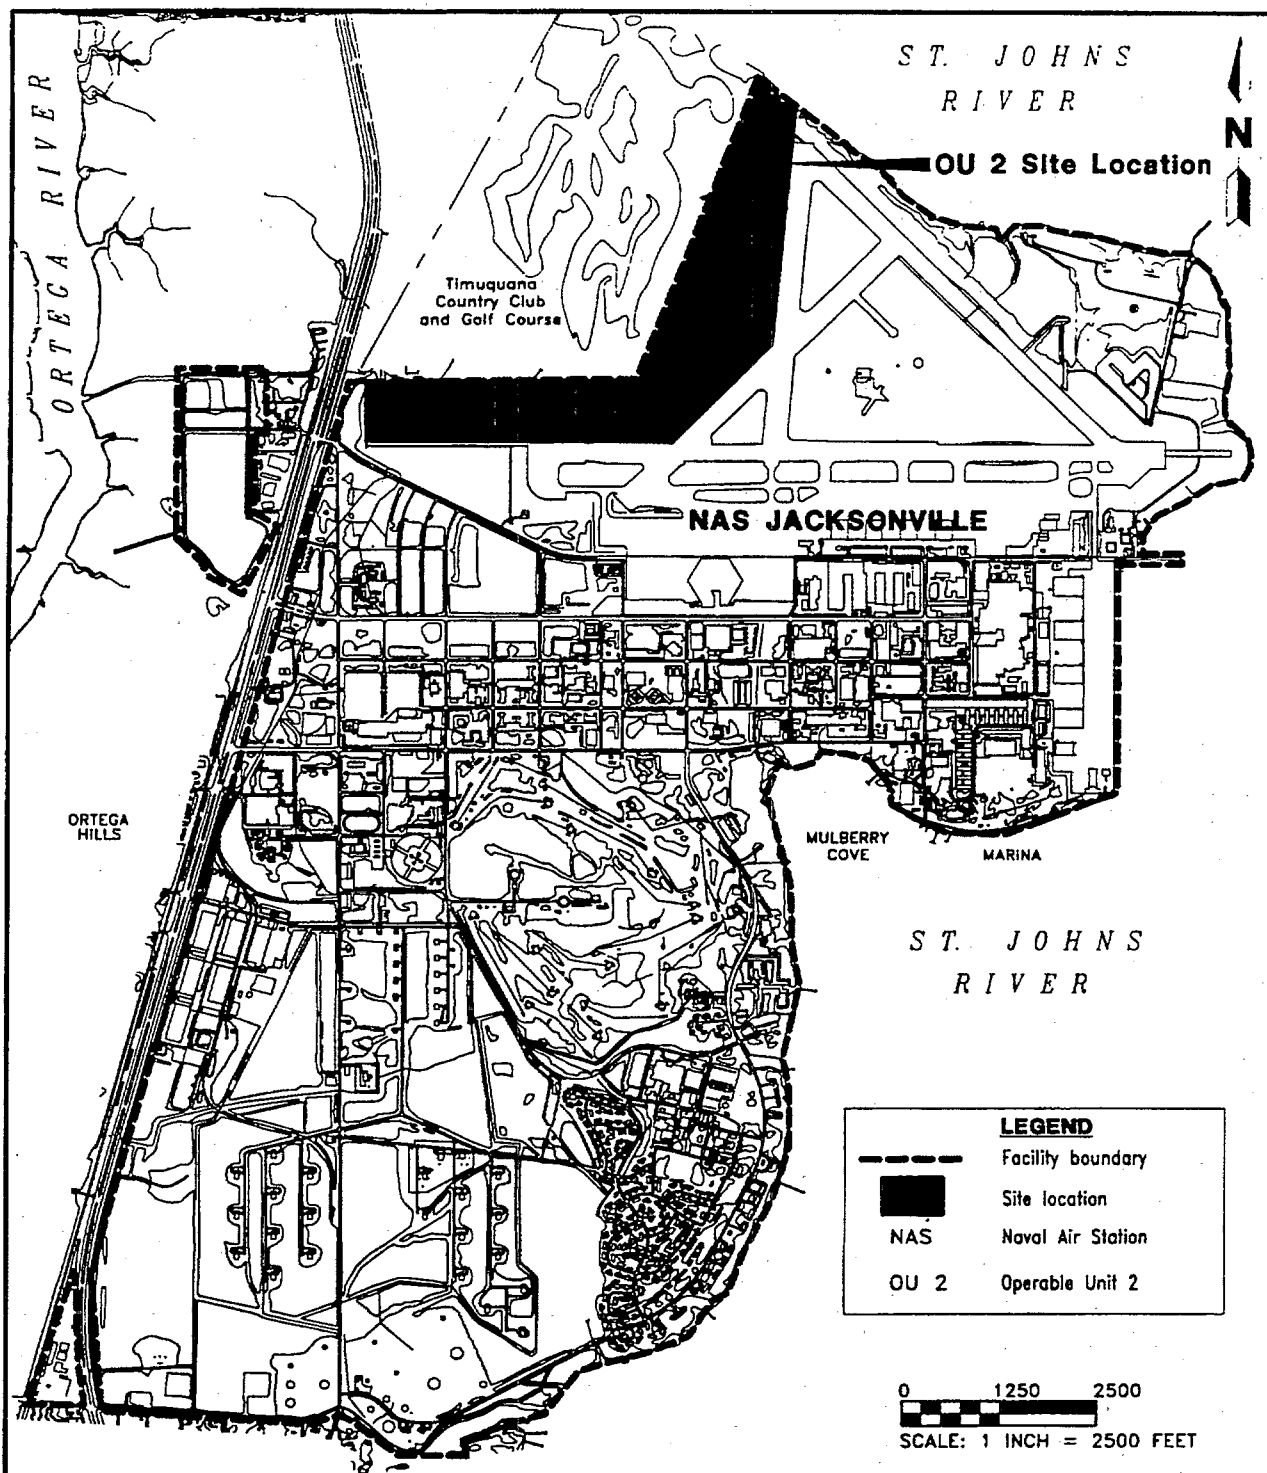 ST. JOHNS
RIVER
N
ORTEGA RIVER
OU 2 Site Location
Timuquana
Country Club
and Golf Course
NAS JACKSONVILLE
ORTEGA
HILLS
MULBERRY
COVE
MARINA
ST. JOHNS
RIVER
LEGEND
Facility boundary
Site location
NAS Naval Air Station
OU 2 Operable Unit 2
0 1250 2500
SCALE: 1 INCH = 2500 FEET